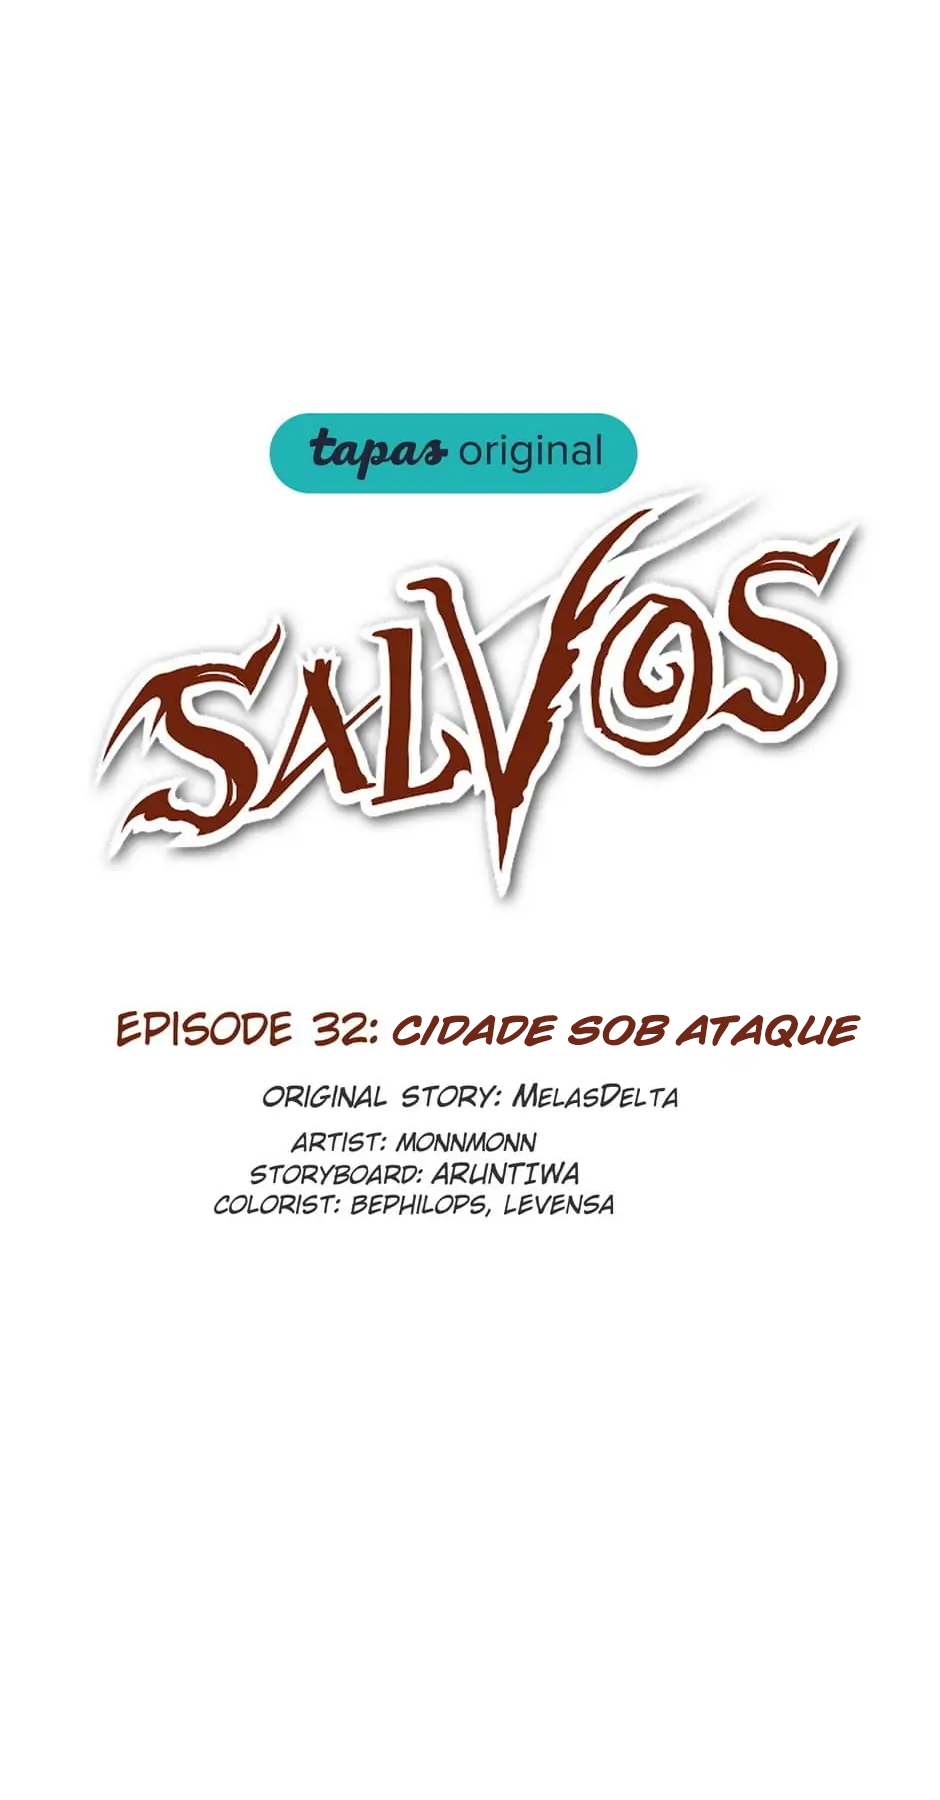 tapas original
SALVOS
EPISODE 32: CIDADE SOB ATAQUE
ORIGINAL STORY: MELASDELTA
ARTIST: MONNMONN
STORYBOARD: ARUNTIWA
COLORIST: BEPHILOPS, LEVENSA